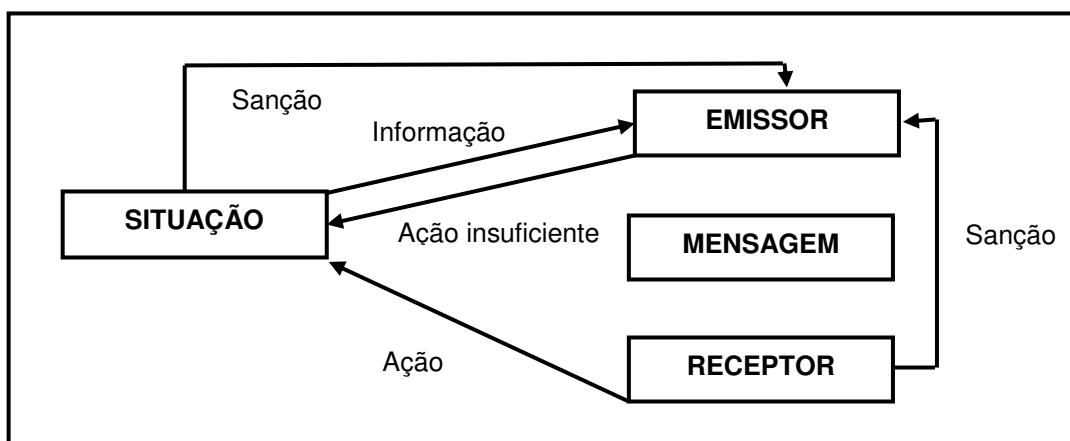 Sanção
EMISSOR
Informação
SITUAÇÃO
Ação insuficiente
MENSAGEM
Sanção
Ação
RECEPTOR